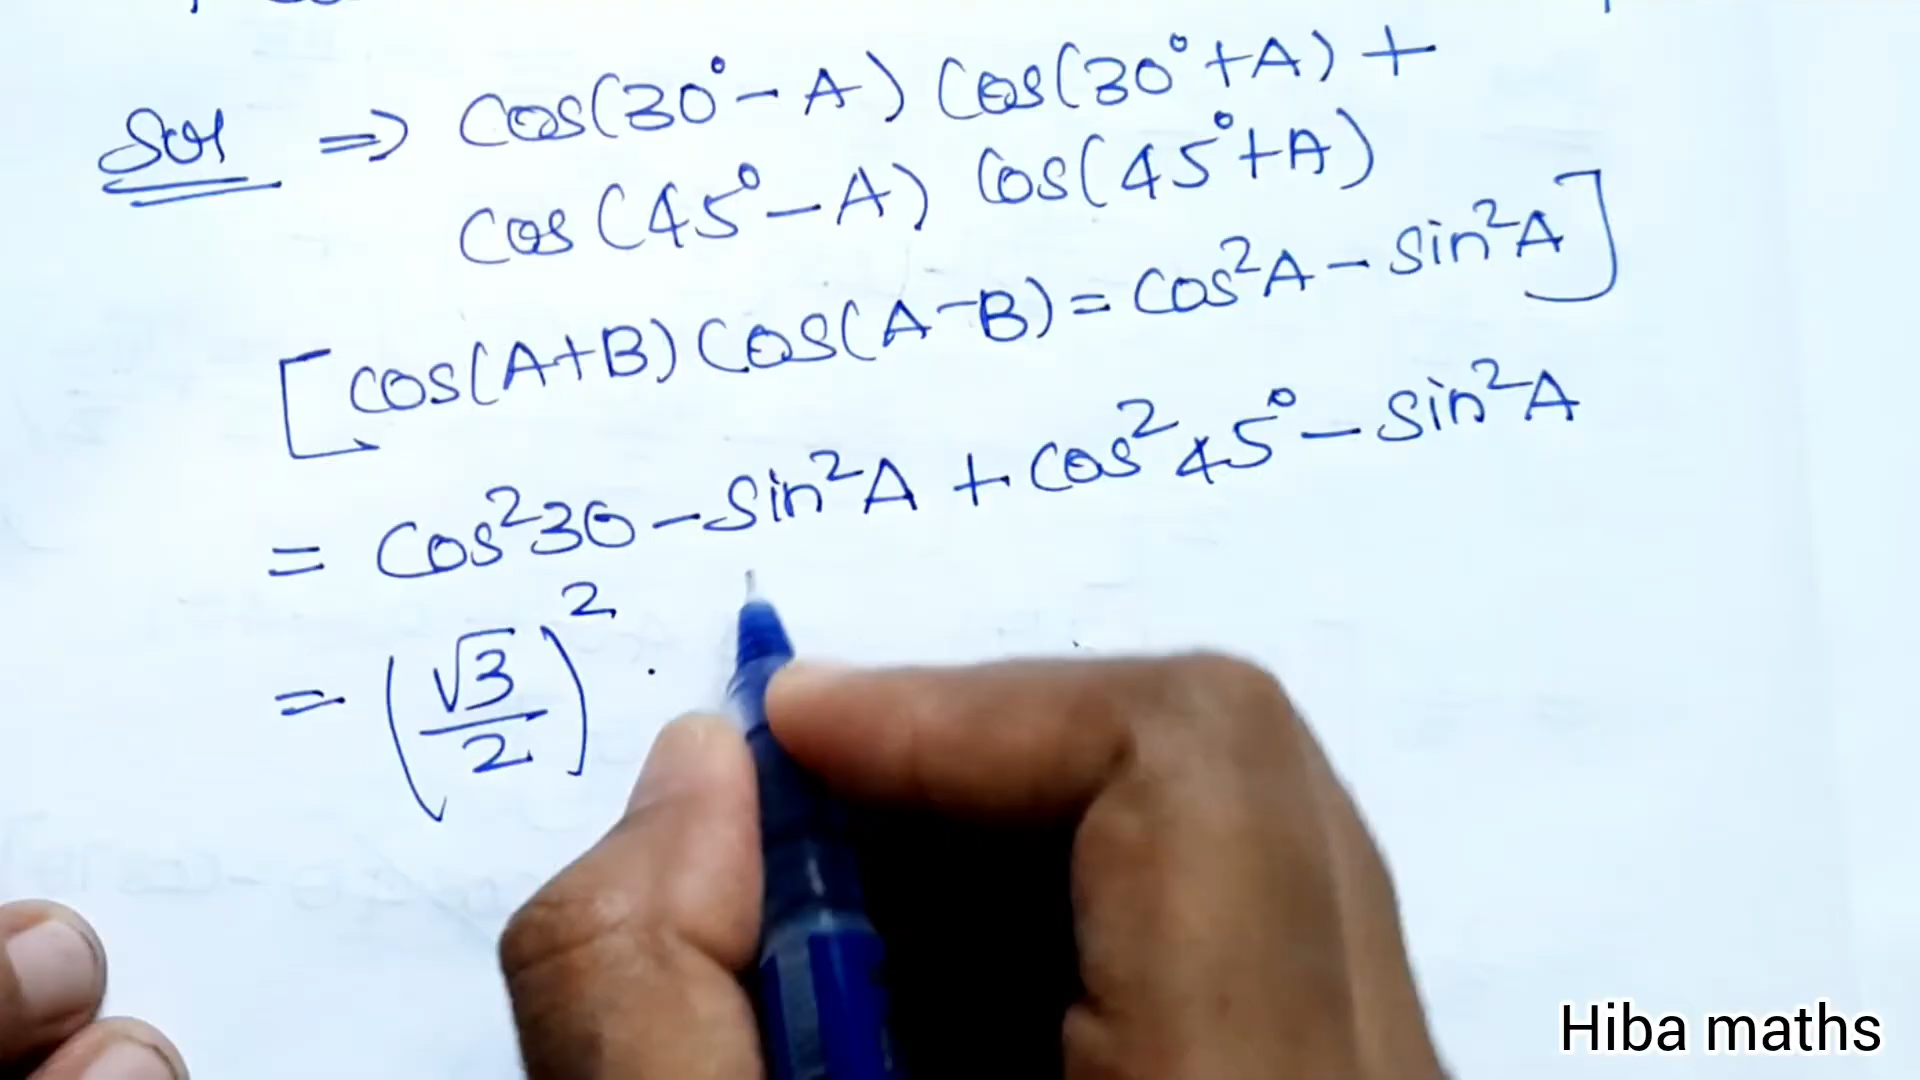 Sol ⇒ Cos(30° - A) Cos(30° + A) +
Cos(45° - A) Cos(45° + A)
[Cos(A+B) Cos(A-B) = Cos²A - Sin²A]
= Cos²30 - Sin²A + Cos²45° - Sin²A
= (√3/2)²
Hiba maths